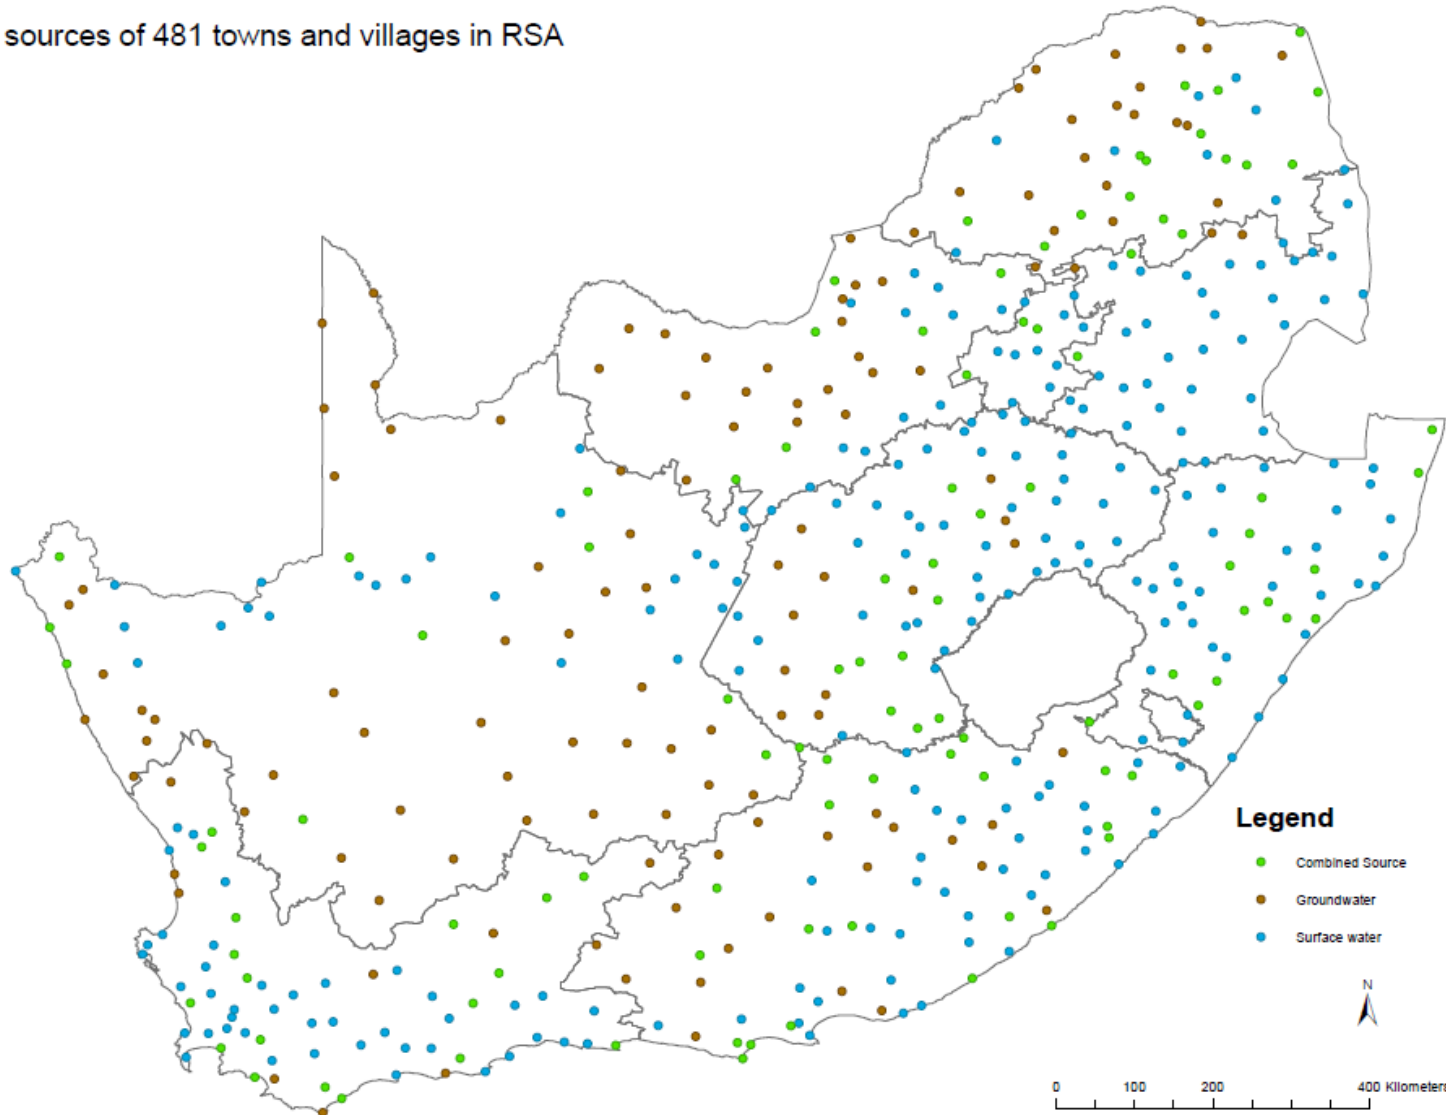 sources of 481 towns and villages in RSA
Legend
Combined Source
Groundwater
Surface water
N
0 100 200 400 Kilometers